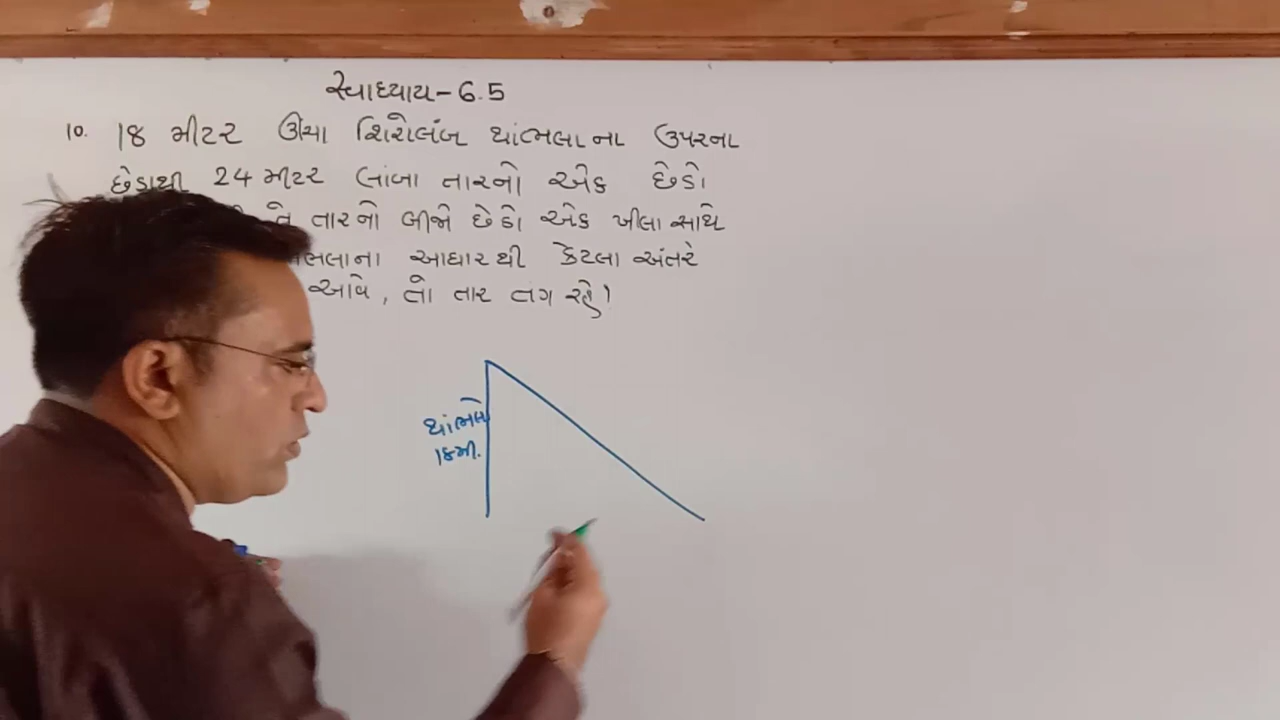 સ્વાધ્યાય-6.5
10. 18 મીટર ઊંચા શિરોલંબ થાંભલાના ઉપરના
છેડાથી 24 મીટર લાંબા તારનો એક છેડો
તારનો બીજો છેડો એક ખીલા સાથે
આધારથી કેટલા અંતરે
આવે, તો તાર તંગ રહે!
થાંભલો
18મી.